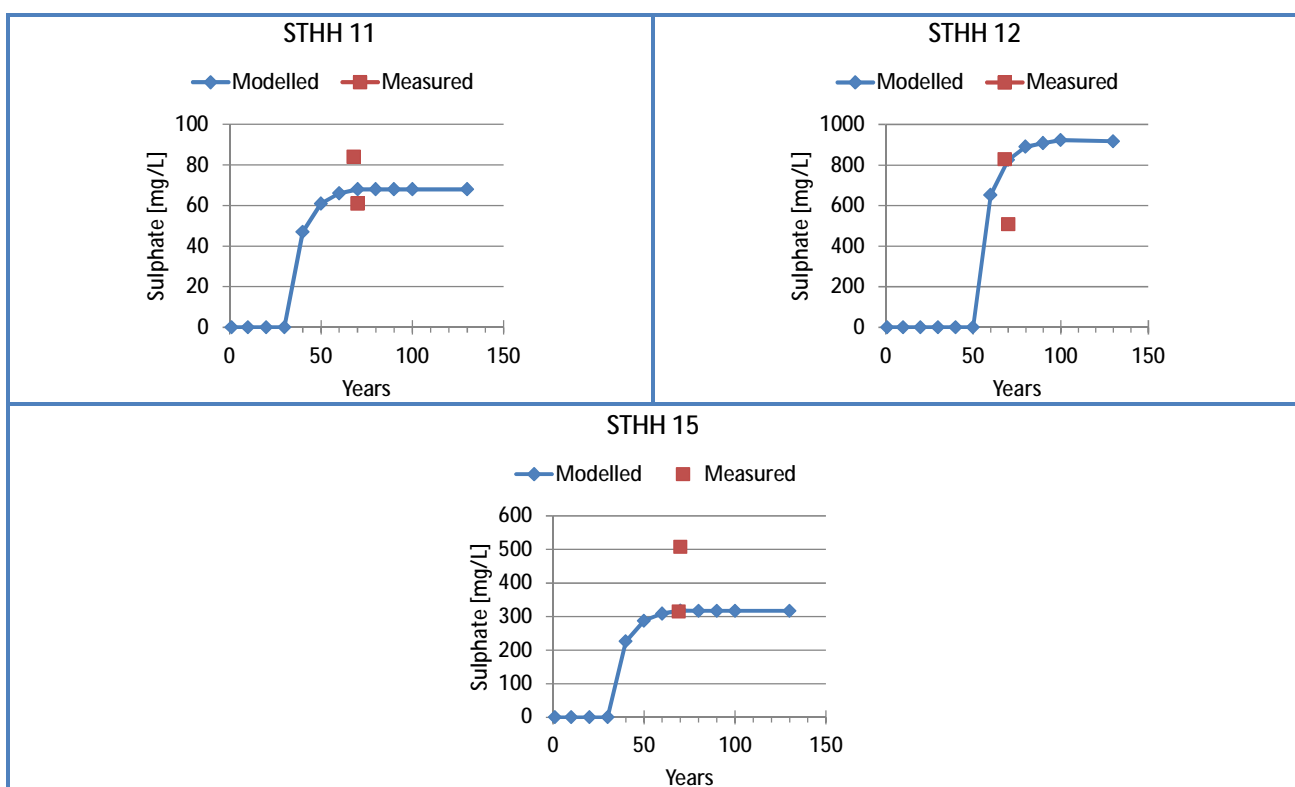 STHH 11
Modelled Measured
Sulphate [mg/L]
100
80
60
40
20
0
0 50 100 150
Years
STHH 12
Modelled Measured
Sulphate [mg/L]
1000
800
600
400
200
0
0 50 100 150
Years
STHH 15
Modelled Measured
Sulphate [mg/L]
600
500
400
300
200
100
0
0 50 100 150
Years